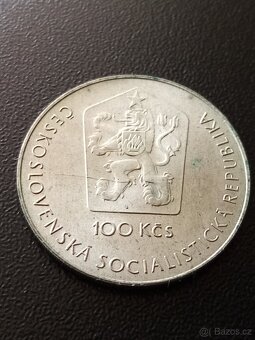 100 Kčs
ČESKOSLOVENSKÁ SOCIALISTICKÁ REPUBLIKA
© Bazos.cz